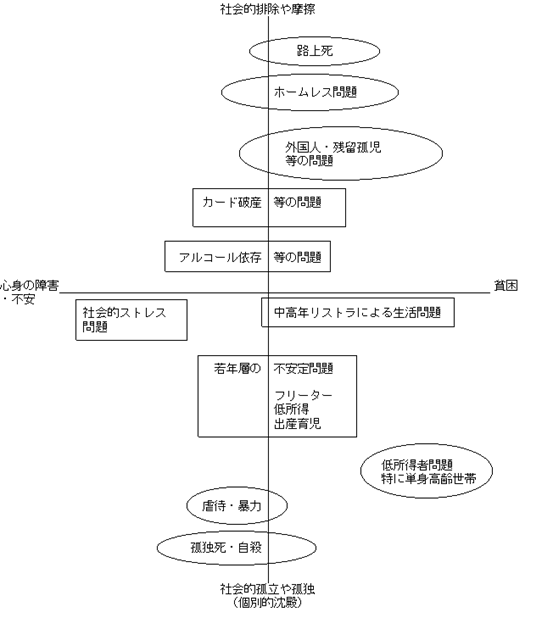 社会的排除や摩擦
路上死
ホームレス問題
外国人・残留孤児
等の問題
カード破産 等の問題
アルコール依存 等の問題
心身の障害
・不安
貧困
社会的ストレス
問題
中高年リストラによる生活問題
若年層の 不安定問題
フリーター
低所得
出産育児
低所得者問題
特に単身高齢世帯
虐待・暴力
孤独死・自殺
社会的孤立や孤独
（個別的沈殿）